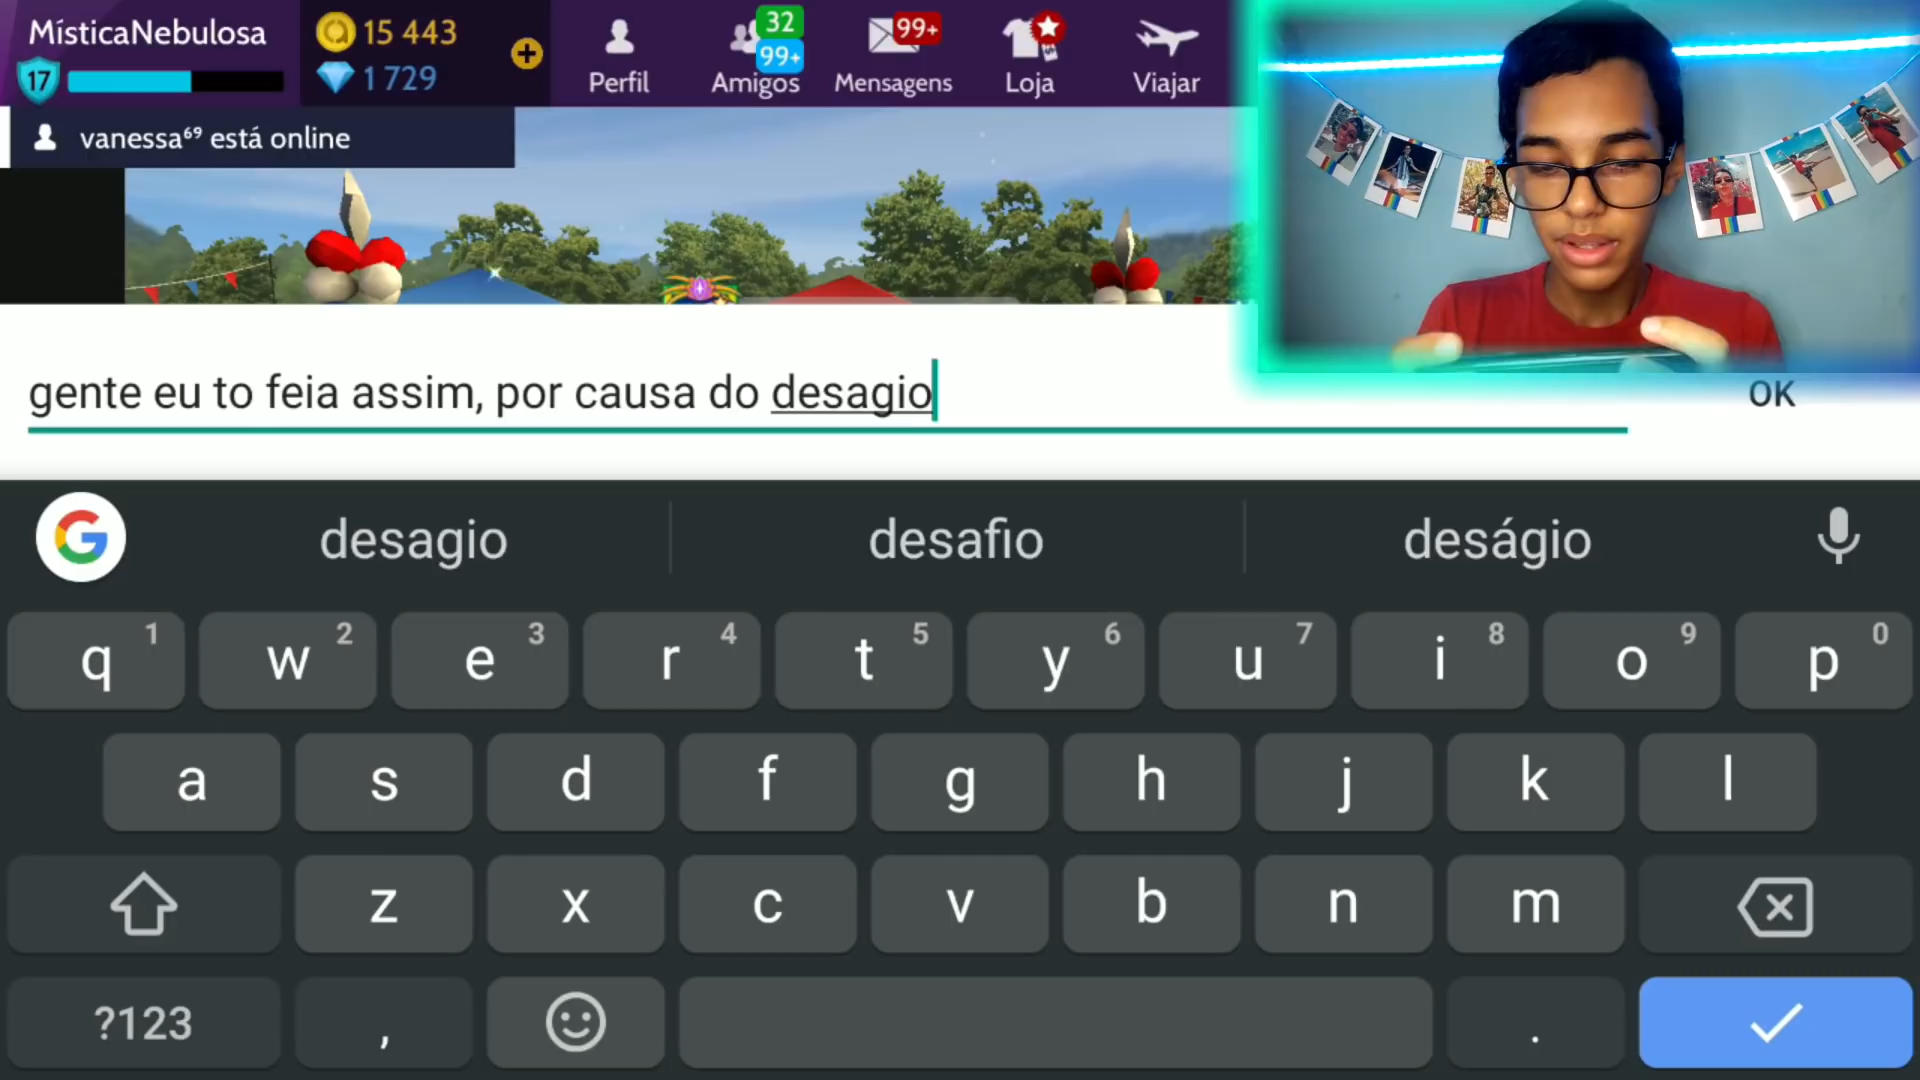 MísticaNebulosa
17
15 443
1 729
Perfil
32
99+
Amigos
99+
Mensagens
Loja
Viajar
vanessa⁶⁹ está online
gente eu to feia assim, por causa do desagio
OK
G desagio desafio deságio
q 1 w 2 e 3 r 4 t 5 y 6 u 7 i 8 o 9 p 0
a s d f g h j k l
z x c v b n m
?123 , .